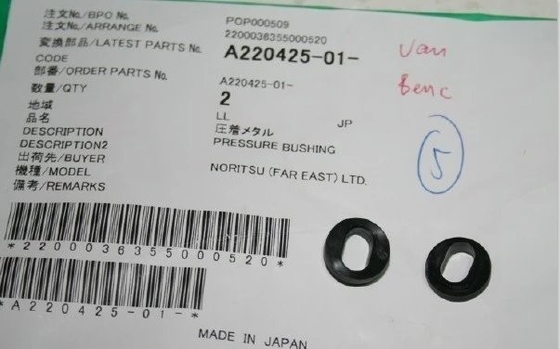 注文No./BPO No. POP000509
注文No./ARRANGE No. 2200036355000520
変換部品/LATEST PARTS No. A220425-01-
CODE
部番/ORDER PARTS No. A220425-01-
数量/QTY 2
地域 LL JP
品名 圧着メタル
DESCRIPTION PRESSURE BUSHING
DESCRIPTION2
出荷先/BUYER NORITSU (FAR EAST) LTD.
機種/MODEL
備考/REMARKS
Van
5
*2200036355000520*
*A220425-01-*
MADE IN JAPAN